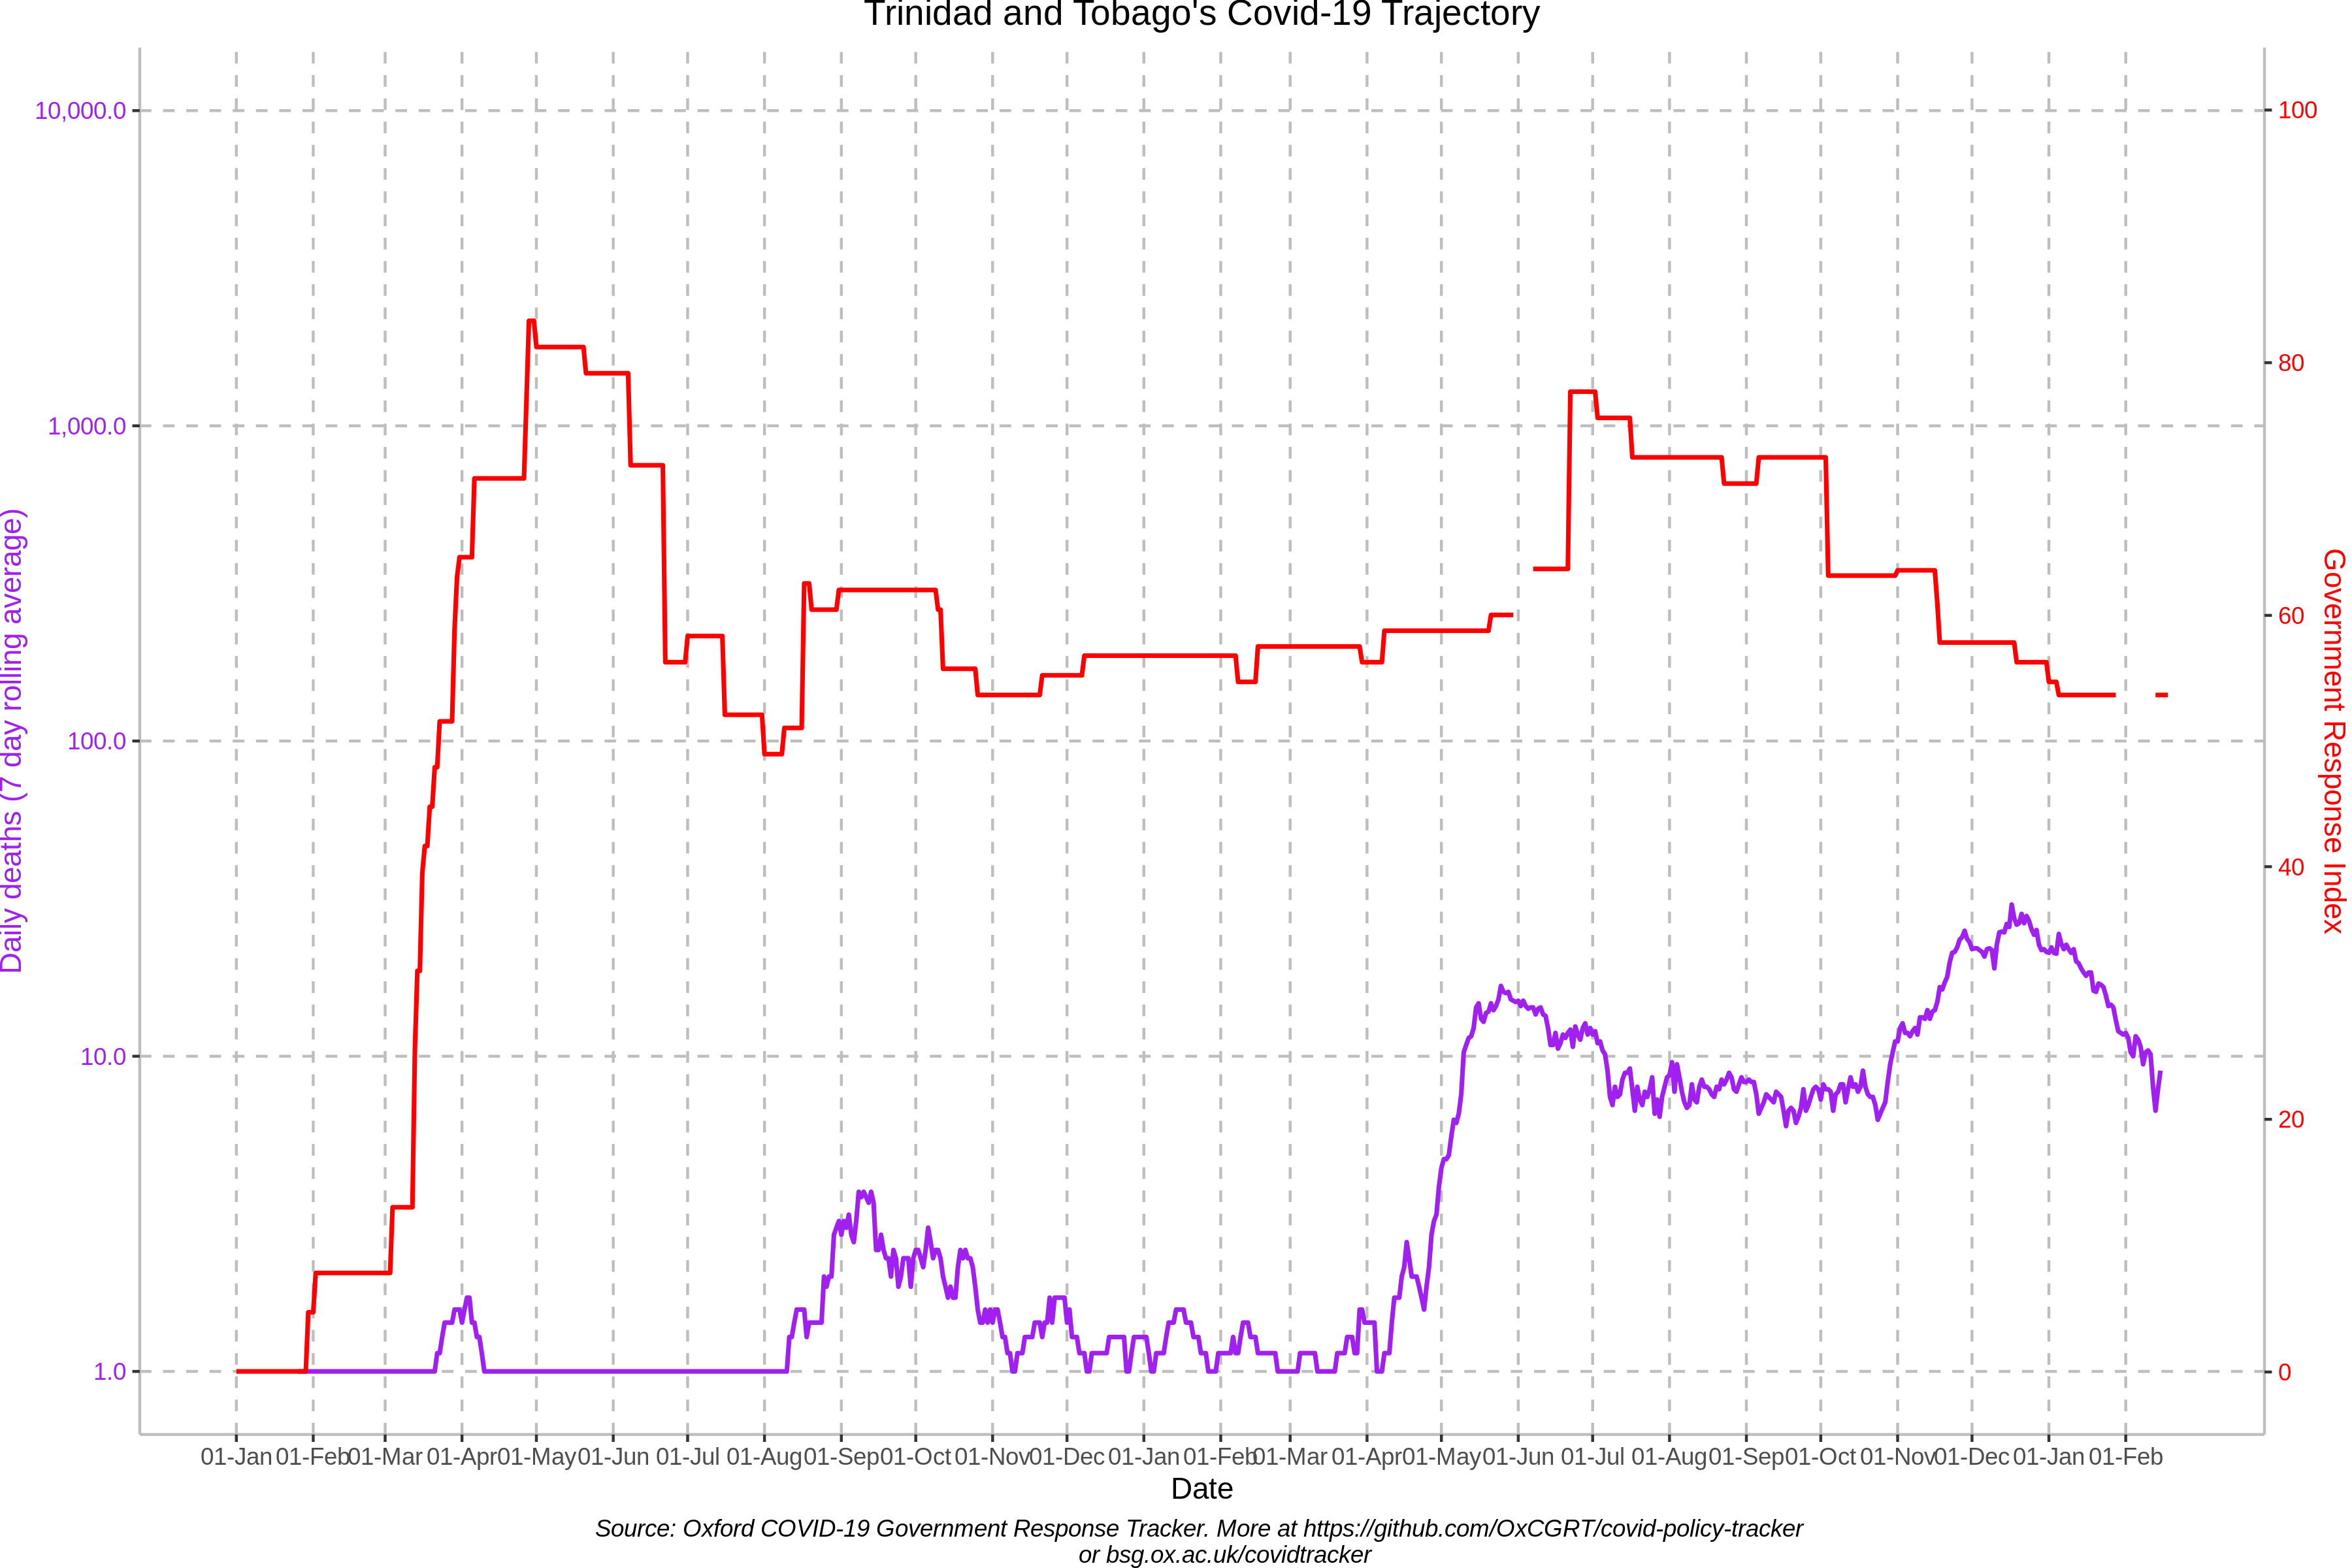 Trinidad and Tobago's Covid-19 Trajectory
10,000.0
1,000.0
100.0
10.0
1.0
Daily deaths (7 day rolling average)
100
80
60
40
20
0
Government Response Index
01-Jan 01-Feb 01-Mar 01-Apr 01-May 01-Jun 01-Jul 01-Aug 01-Sep 01-Oct 01-Nov 01-Dec 01-Jan 01-Feb 01-Mar 01-Apr 01-May 01-Jun 01-Jul 01-Aug 01-Sep 01-Oct 01-Nov 01-Dec 01-Jan 01-Feb
Date
Source: Oxford COVID-19 Government Response Tracker. More at https://github.com/OxCGRT/covid-policy-tracker
or bsg.ox.ac.uk/covidtracker